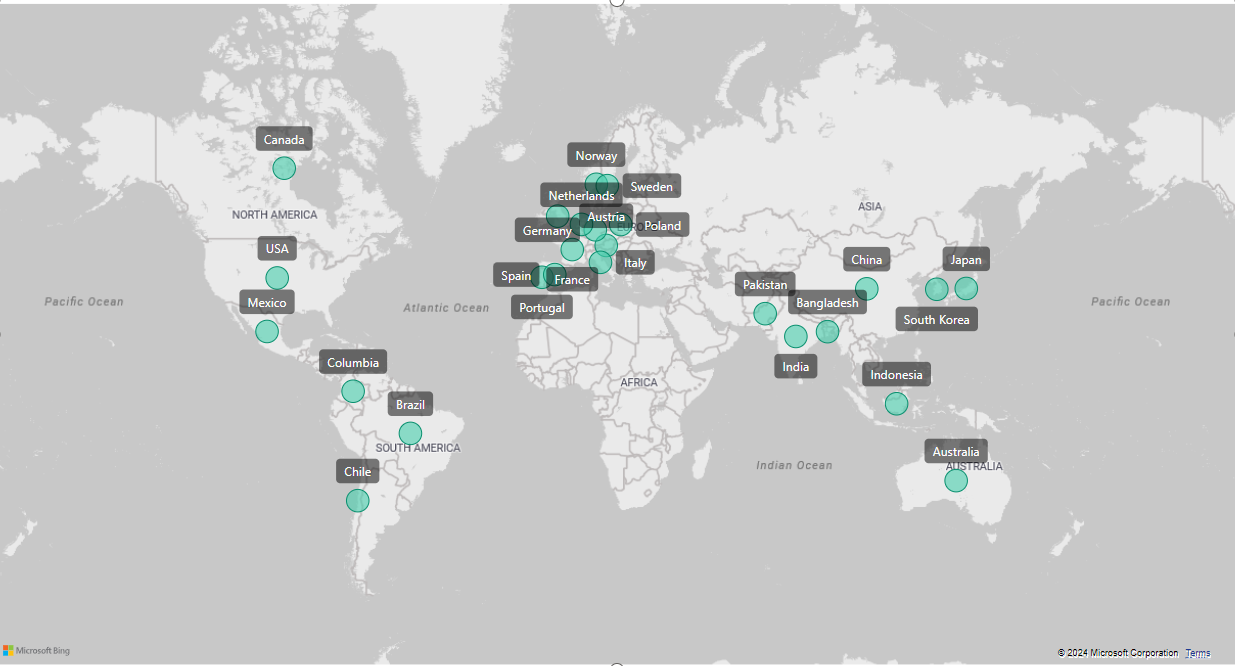 Canada
Norway
Sweden
Netherlands
NORTH AMERICA
ASIA
Austria
Germany
Poland
USA
China
Japan
Italy
Spain
France
Pakistan
Mexico
Bangladesh
Pacific Ocean
Atlantic Ocean
Pacific Ocean
Portugal
South Korea
Columbia
India
Indonesia
AFRICA
Brazil
SOUTH AMERICA
Australia
AUSTRALIA
Indian Ocean
Chile
Microsoft Bing
© 2024 Microsoft Corporation Terms